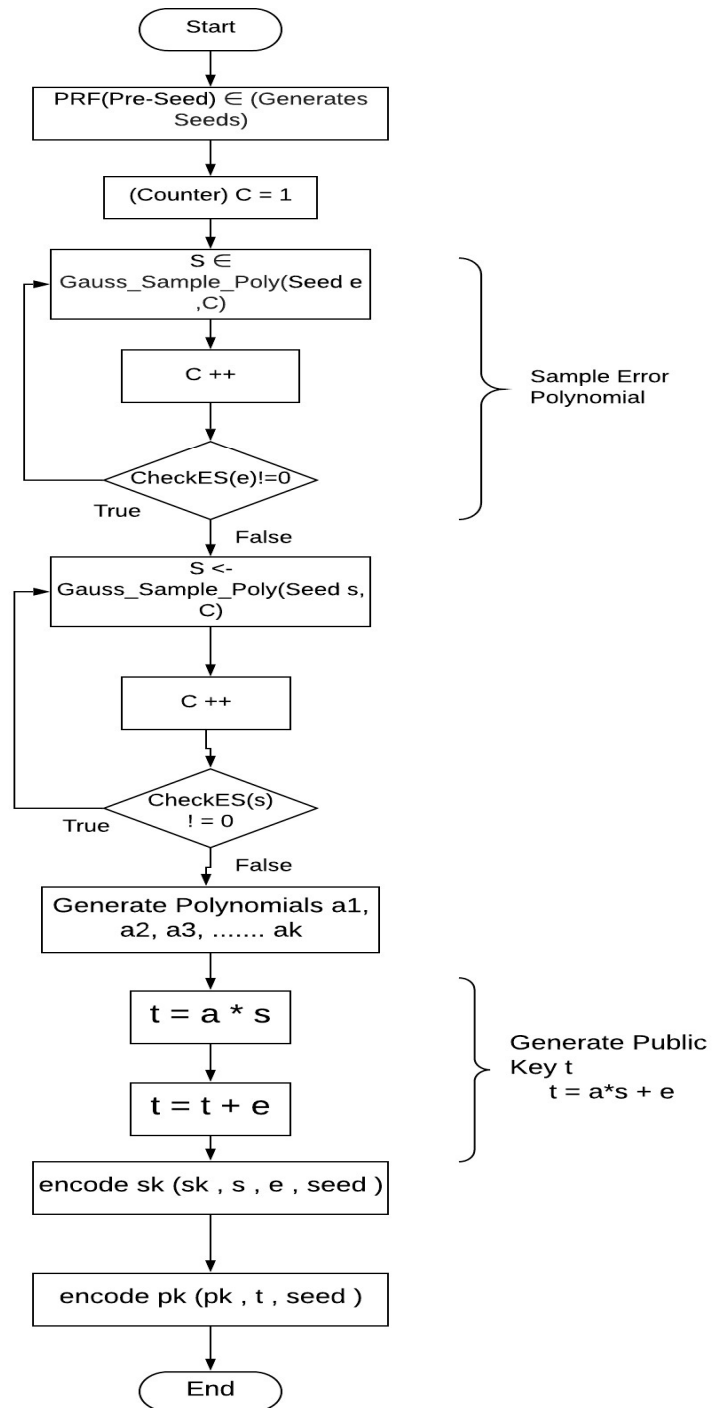 Start
PRF(Pre-Seed) ∈ (Generates
Seeds)
(Counter) C = 1
S ∈
Gauss_Sample_Poly(Seed e
,C)
C ++
CheckES(e)!=0
True
False
Sample Error
Polynomial
S <-
Gauss_Sample_Poly(Seed s,
C)
C ++
CheckES(s)
! = 0
True
False
Generate Polynomials a1,
a2, a3, ....... ak
t = a * s
t = t + e
Generate Public
Key t
t = a*s + e
encode sk (sk , s , e , seed )
encode pk (pk , t , seed )
End